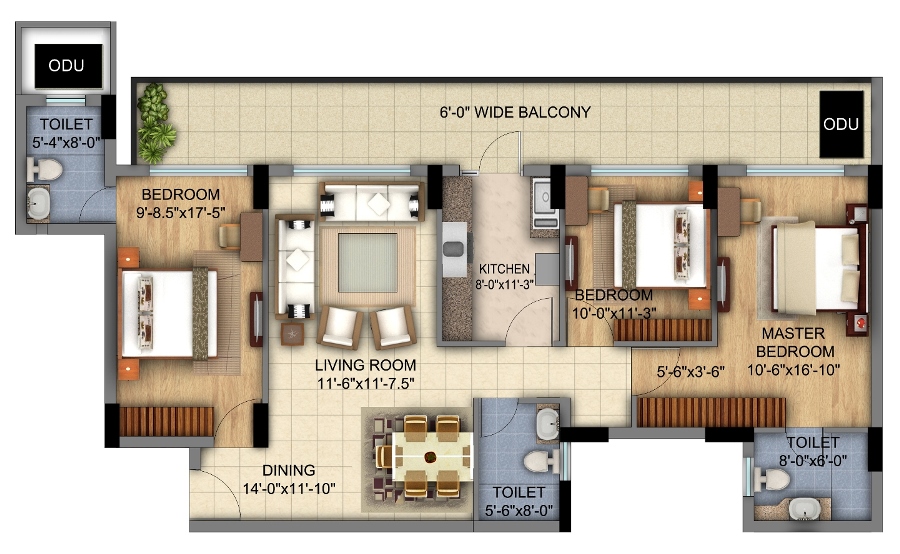 ODU
TOILET
5'-4"x8'-0"
6'-0" WIDE BALCONY
ODU
BEDROOM
9'-8.5"x17'-5"
KITCHEN
8'-0"x11'-3"
BEDROOM
10'-0"x11'-3"
MASTER
BEDROOM
10'-6"x16'-10"
LIVING ROOM
11'-6"x11'-7.5"
5'-6"x3'-6"
DINING
14'-0"x11'-10"
TOILET
5'-6"x8'-0"
TOILET
8'-0"x6'-0"